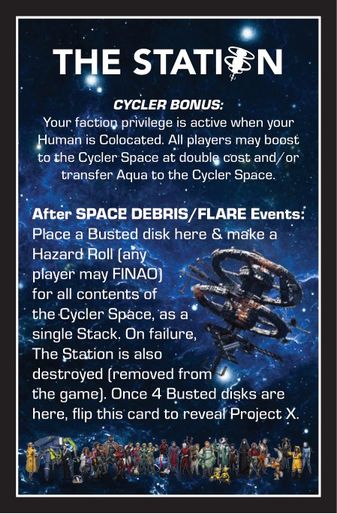 THE STATION
CYCLER BONUS:
Your faction privilege is active when your
Human is Colocated. All players may boost
to the Cycler Space at double cost and/or
transfer Aqua to the Cycler Space.
After SPACE DEBRIS/FLARE Events:
Place a Busted disk here & make a
Hazard Roll (any
player may FINAO)
for all contents of
the Cycler Space, as a
single Stack. On failure,
The Station is also
destroyed (removed from
the game). Once 4 Busted disks are
here, flip this card to reveal Project X.